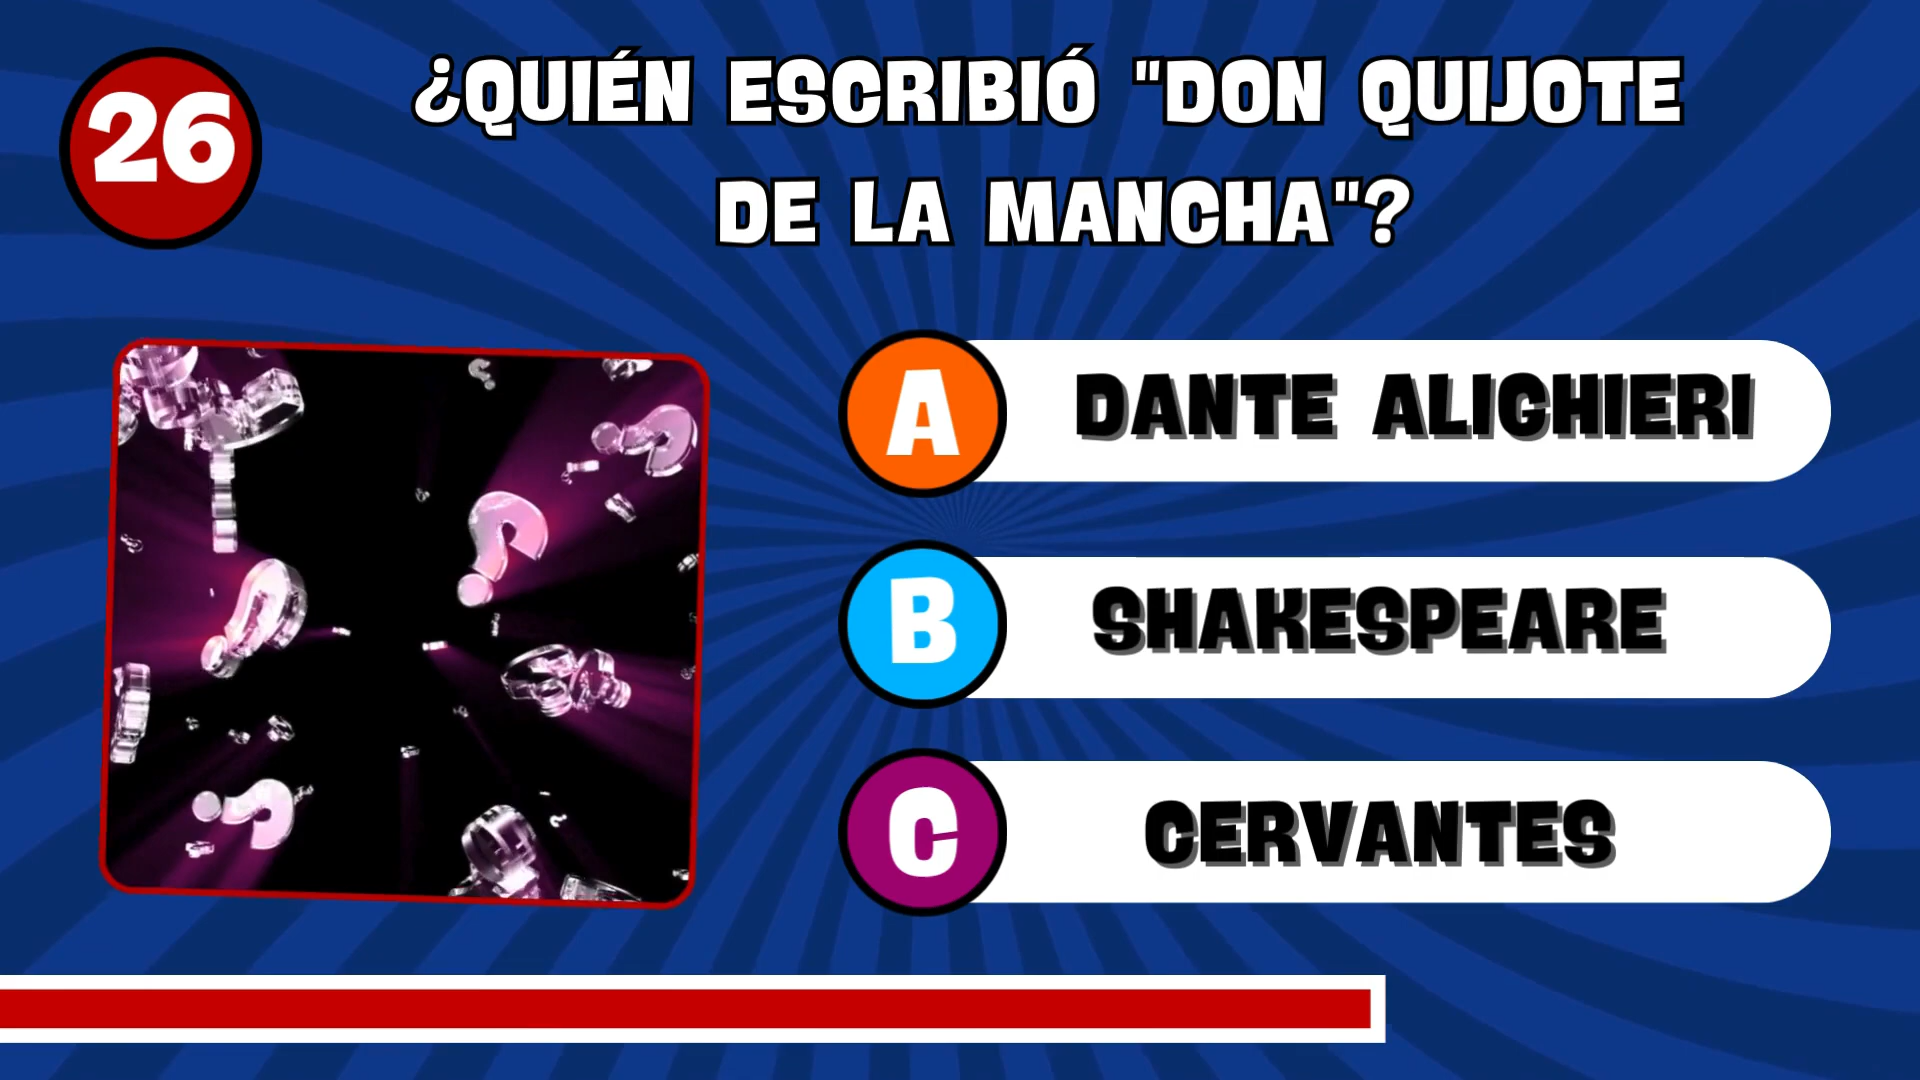 26
¿QUIÉN ESCRIBIÓ "DON QUIJOTE
DE LA MANCHA"?
A DANTE ALIGHIERI
B SHAKESPEARE
C CERVANTES